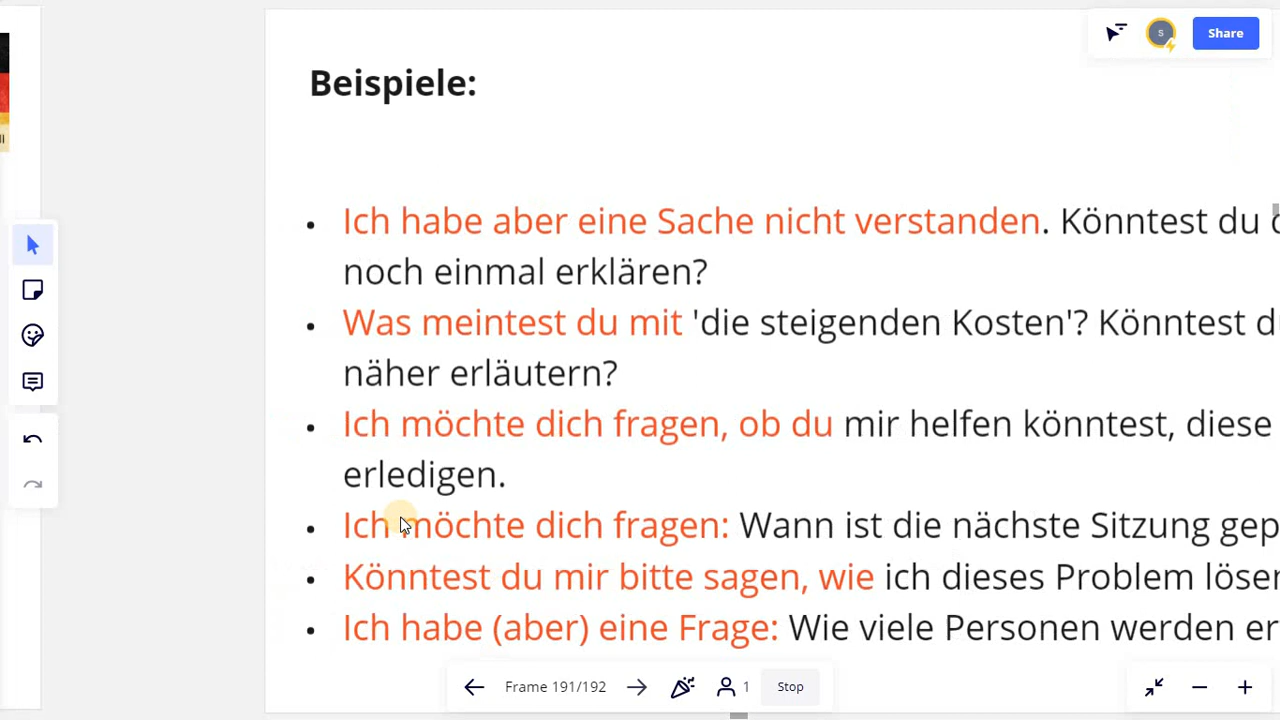 S
Share
Beispiele:
Ich habe aber eine Sache nicht verstanden. Könntest du
noch einmal erklären?
Was meintest du mit 'die steigenden Kosten'? Könntest
näher erläutern?
Ich möchte dich fragen, ob du mir helfen könntest, diese
erledigen.
Ich möchte dich fragen: Wann ist die nächste Sitzung
Könntest du mir bitte sagen, wie ich dieses Problem
Ich habe (aber) eine Frage: Wie viele Personen werden
Frame 191/192
1
Stop